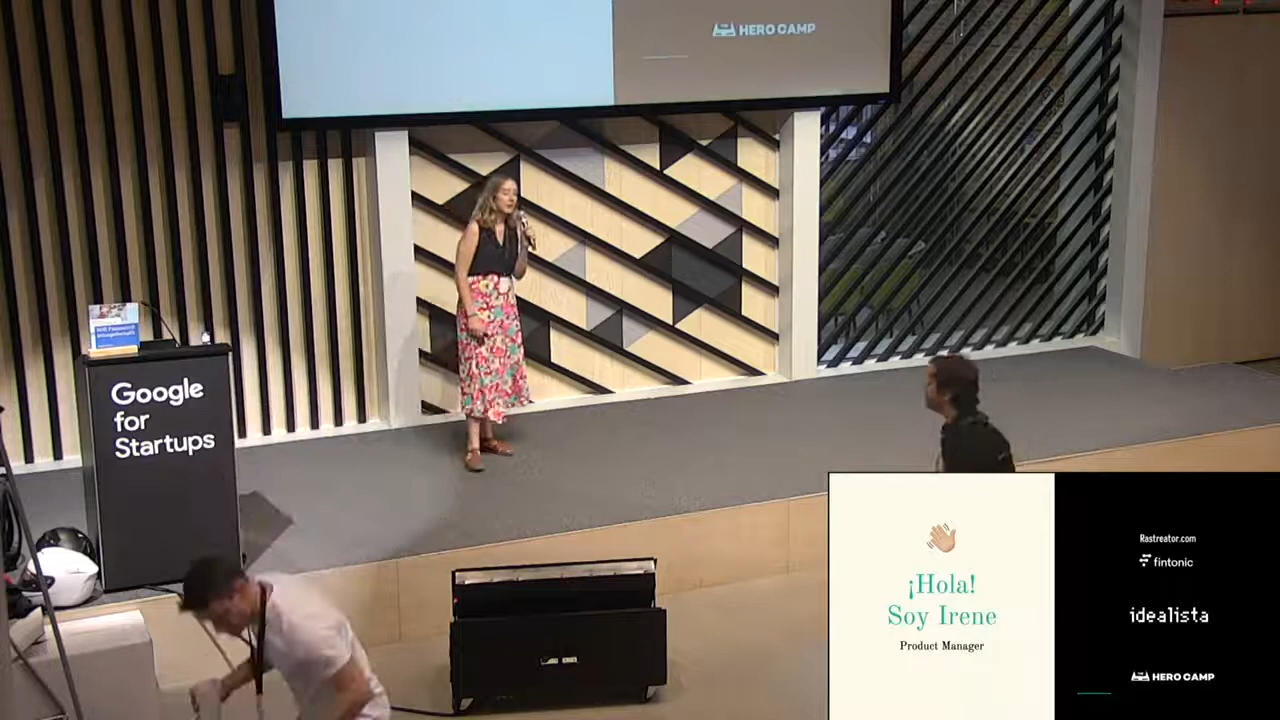 HERO CAMP
Google
for
Startups
¡Hola!
Soy Irene
Product Manager
Rastreator.com
fintonic
idealista
HERO CAMP